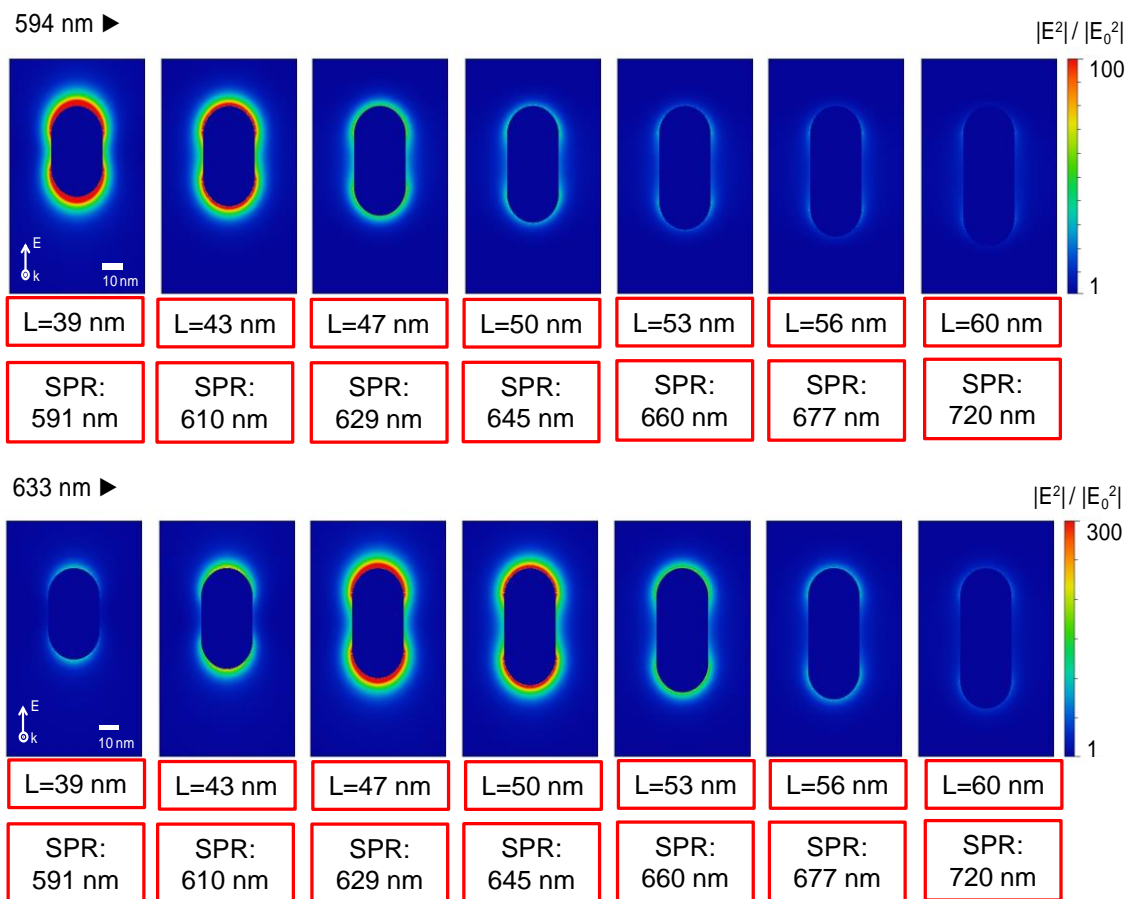 594 nm ►
|E²| / |E₀²|
100
1
E
k
10 nm
L=39 nm
L=43 nm
L=47 nm
L=50 nm
L=53 nm
L=56 nm
L=60 nm
SPR:
591 nm
SPR:
610 nm
SPR:
629 nm
SPR:
645 nm
SPR:
660 nm
SPR:
677 nm
SPR:
720 nm
633 nm ►
|E²| / |E₀²|
300
1
E
k
10 nm
L=39 nm
L=43 nm
L=47 nm
L=50 nm
L=53 nm
L=56 nm
L=60 nm
SPR:
591 nm
SPR:
610 nm
SPR:
629 nm
SPR:
645 nm
SPR:
660 nm
SPR:
677 nm
SPR:
720 nm